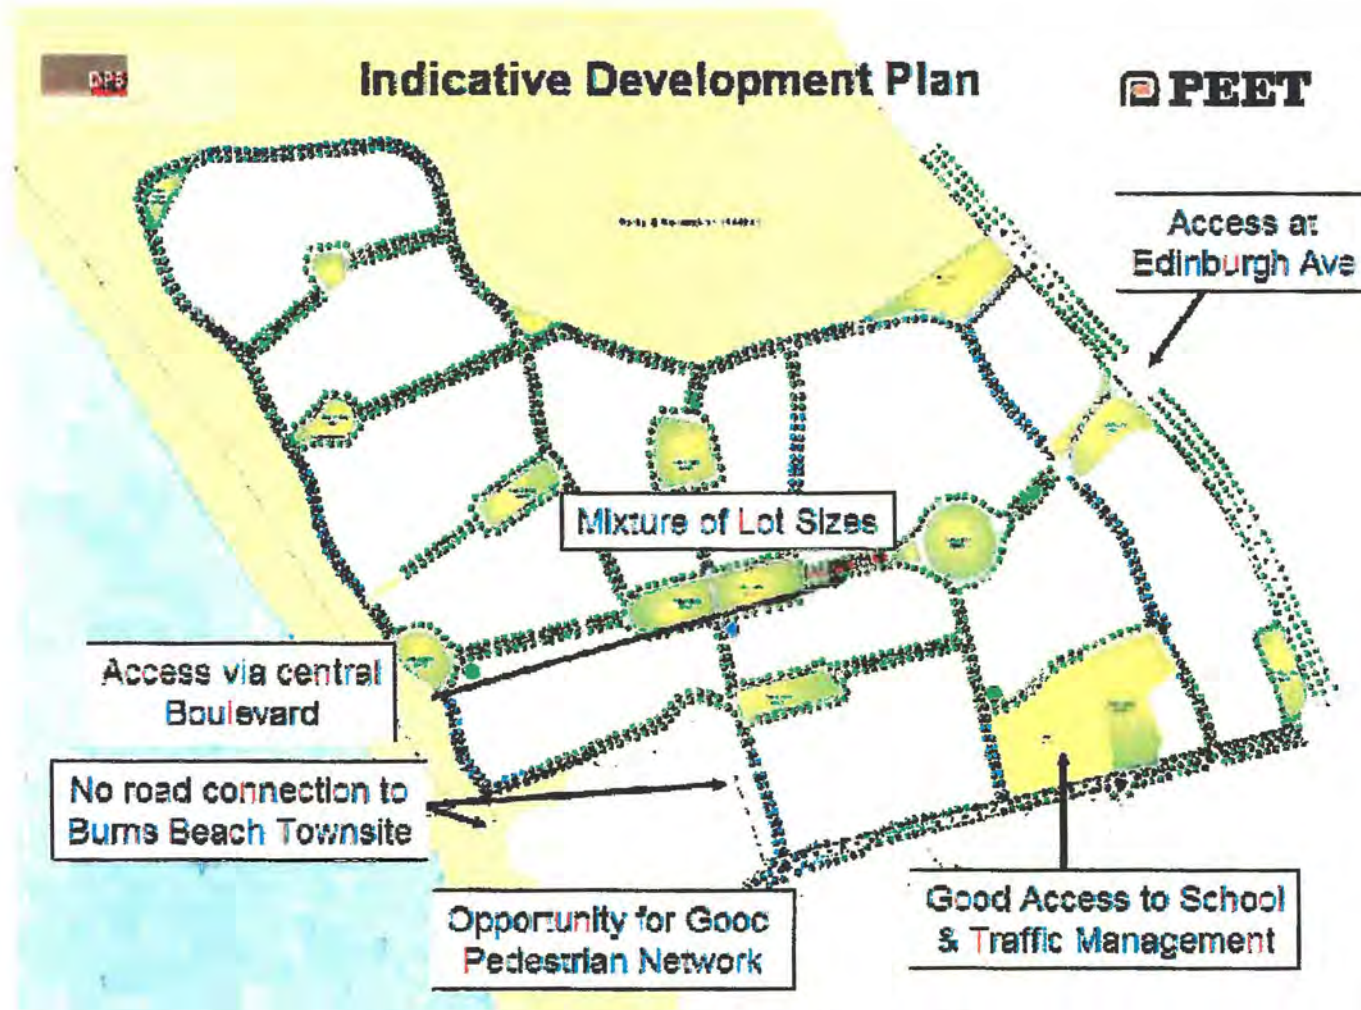 Indicative Development Plan
PEET
Access at
Edinburgh Ave
Mixture of Lot Sizes
Access via central
Boulevard
No road connection to
Burns Beach Townsite
Opportunity for Good
Pedestrian Network
Good Access to School
& Traffic Management